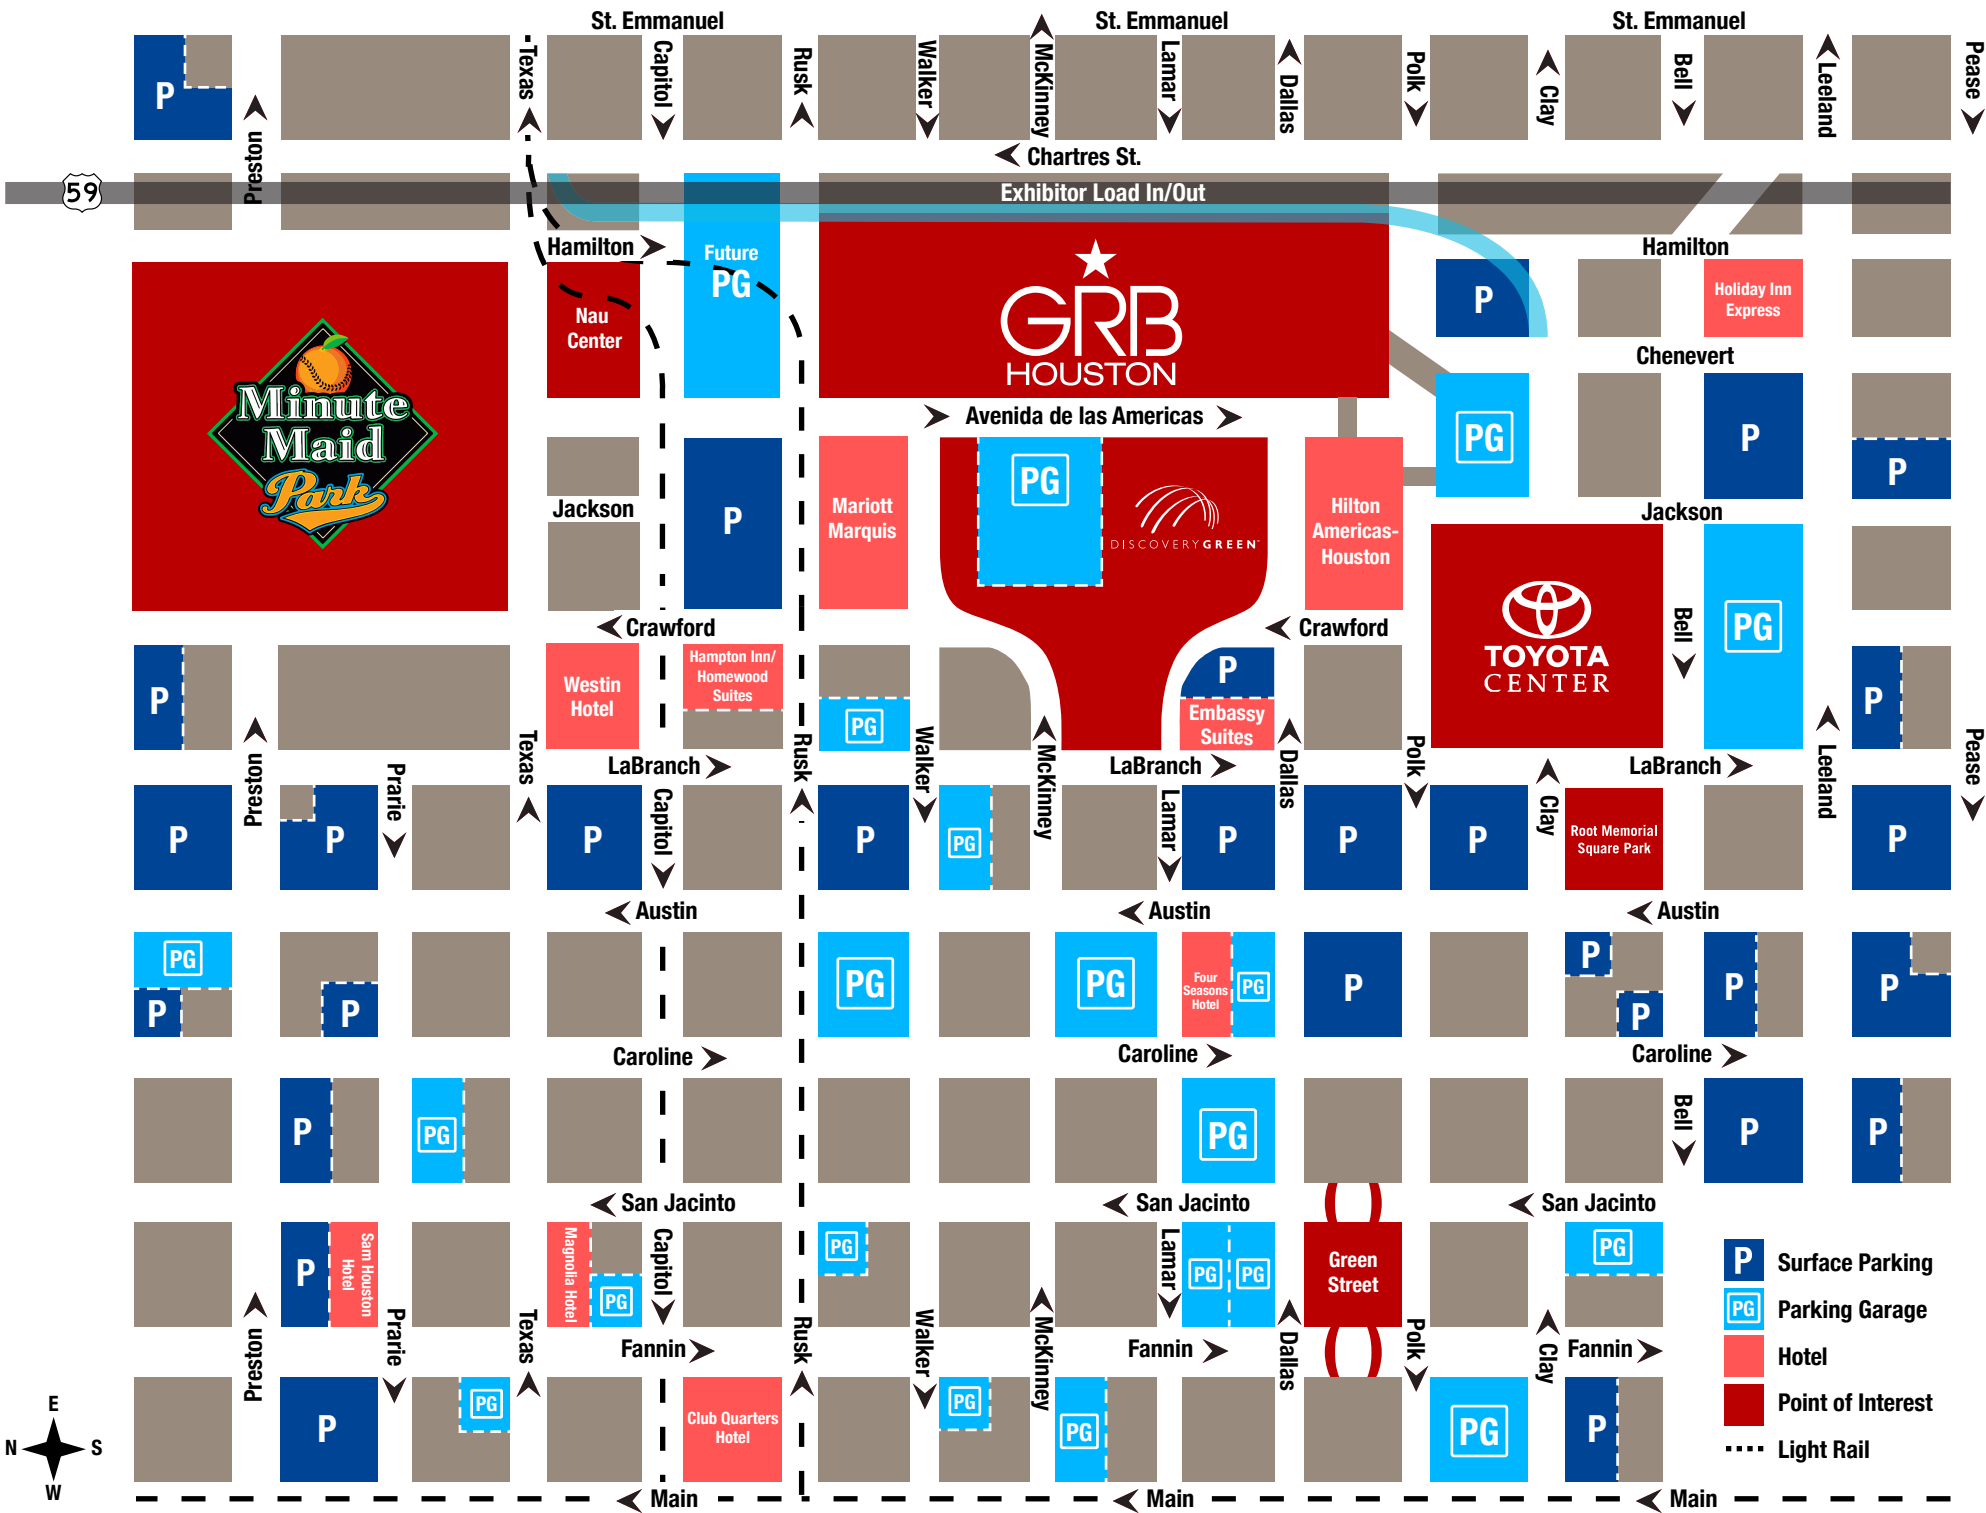 St. Emmanuel
St. Emmanuel
St. Emmanuel
Texas
Capitol
Rusk
Walker
McKinney
Lamar
Dallas
Polk
Clay
Bell
Leeland
Pease
P
Preston
Chartres St.
59
Exhibitor Load In/Out
Hamilton
Hamilton
Future
PG
Nau
Center
GRB
HOUSTON
P
Holiday Inn
Express
Chenevert
Minute
Maid
Park
Avenida de las Americas
PG
PG
P
P
Jackson
P
Mariott
Marquis
DISCOVERYGREEN
Hilton
Americas-
Houston
Jackson
Crawford
Crawford
TOYOTA
CENTER
Bell
PG
P
Westin
Hotel
Hampton Inn/
Homewood
Suites
PG
P
Embassy
Suites
P
Preston
Prarie
Texas
LaBranch
Rusk
Walker
McKinney
LaBranch
Dallas
Polk
LaBranch
Leeland
Pease
P
P
P
Capitol
P
PG
Lamar
P
P
P
Clay
Root Memorial
Square Park
P
Austin
Austin
Austin
PG
P
P
PG
PG
Four
Seasons
Hotel
PG
P
P
P
P
P
Caroline
Caroline
Caroline
P
PG
PG
Bell
P
P
San Jacinto
San Jacinto
San Jacinto
P
Sam Houston
Hotel
Magnolia Hotel
PG
Capitol
PG
Lamar
PG
PG
Green
Street
PG
P
Surface Parking
PG
Parking Garage
Hotel
Point of Interest
Light Rail
Preston
Prarie
Texas
Fannin
Rusk
Walker
McKinney
Fannin
Dallas
Polk
Clay
Fannin
E
N
S
W
P
PG
Club Quarters
Hotel
PG
PG
PG
P
Main
Main
Main